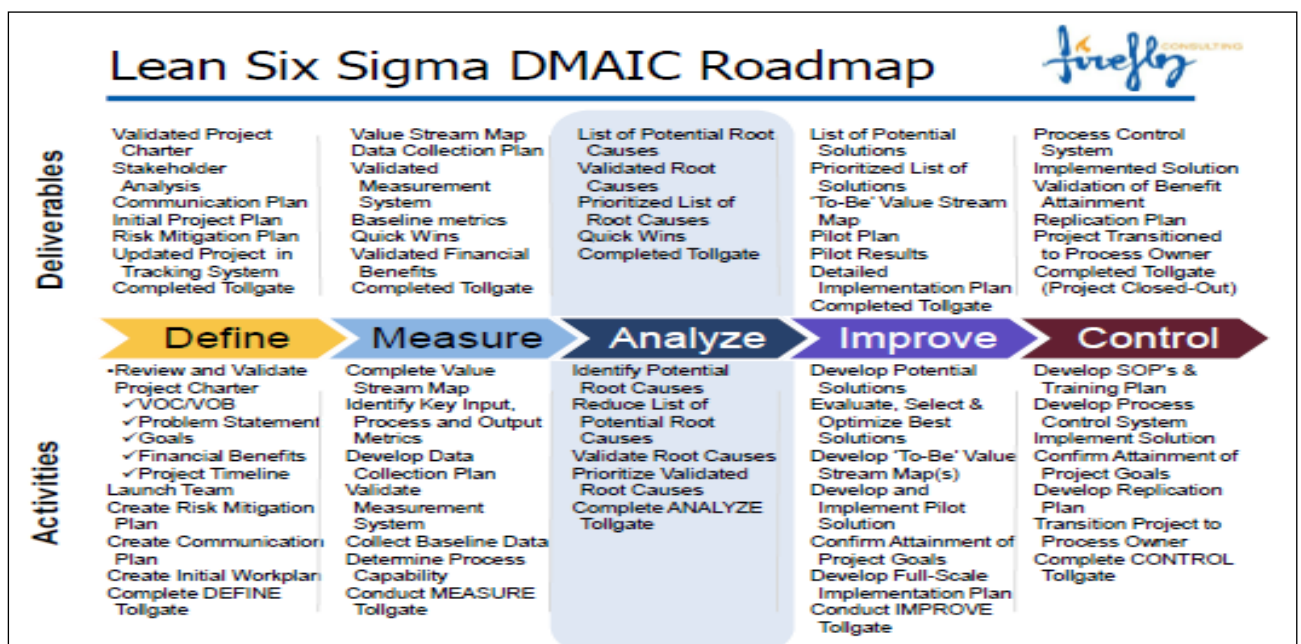 Lean Six Sigma DMAIC Roadmap
firefly
CONSULTING
Deliverables
Validated Project
Charter
Stakeholder
Analysis
Communication Plan
Initial Project Plan
Risk Mitigation Plan
Updated Project in
Tracking System
Completed Tollgate
Value Stream Map
Data Collection Plan
Validated
Measurement
System
Baseline metrics
Quick Wins
Validated Financial
Benefits
Completed Tollgate
List of Potential Root
Causes
Validated Root
Causes
Prioritized List of
Root Causes
Quick Wins
Completed Tollgate
List of Potential
Solutions
Prioritized List of
Solutions
'To-Be' Value Stream
Map
Pilot Plan
Pilot Results
Detailed
Implementation Plan
Completed Tollgate
Process Control
System
Implemented Solution
Validation of Benefit
Attainment
Replication Plan
Project Transitioned
to Process Owner
Completed Tollgate
(Project Closed-Out)
Define
Measure
Analyze
Improve
Control
Activities
•Review and Validate
Project Charter
✓VOC/VOB
✓Problem Statement
✓Goals
✓Financial Benefits
✓Project Timeline
Launch Team
Create Risk Mitigation
Plan
Create Communication
Plan
Create Initial Workplan
Complete DEFINE
Tollgate
Complete Value
Stream Map
Identify Key Input,
Process and Output
Metrics
Develop Data
Collection Plan
Validate
Measurement
System
Collect Baseline Data
Determine Process
Capability
Conduct MEASURE
Tollgate
Identify Potential
Root Causes
Reduce List of
Potential Root
Causes
Validate Root Causes
Prioritize Validated
Root Causes
Complete ANALYZE
Tollgate
Develop Potential
Solutions
Evaluate, Select &
Optimize Best
Solutions
Develop 'To-Be' Value
Stream Map(s)
Develop and
Implement Pilot
Solution
Confirm Attainment of
Project Goals
Develop Full-Scale
Implementation Plan
Conduct IMPROVE
Tollgate
Develop SOP's &
Training Plan
Develop Process
Control System
Implement Solution
Confirm Attainment of
Project Goals
Develop Replication
Plan
Transition Project to
Process Owner
Complete CONTROL
Tollgate